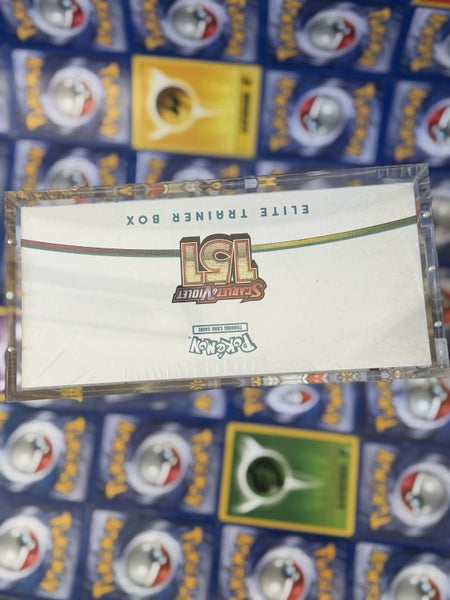 POKÉMON
TRADING CARD GAME
SCARLET & VIOLET
151
ELITE TRAINER BOX